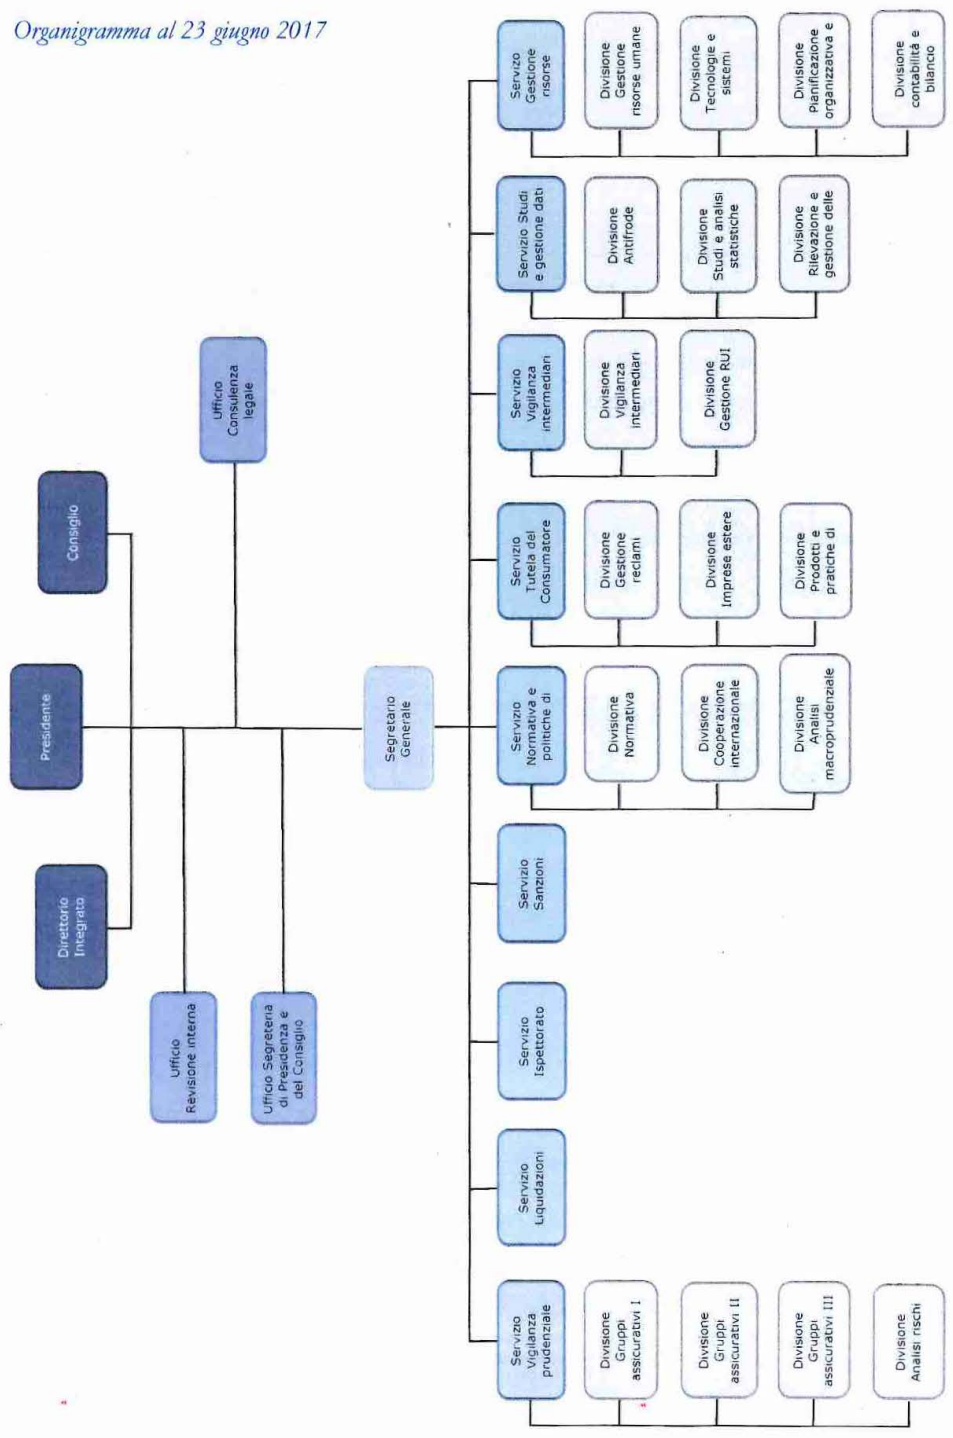 Organigramma al 23 giugno 2017
Direttorio
Integrato
Presidente
Consiglio
Ufficio
Revisione interna
Ufficio
Consulenza
legale
Ufficio Segreteria
di Presidenza e
del Consiglio
Segretario
Generale
Servizio
Vigilanza
prudenziale
Divisione
Gruppi
assicurativi I
Divisione
Gruppi
assicurativi II
Divisione
Gruppi
assicurativi III
Divisione
Analisi rischi
Servizio
Liquidazioni
Servizio
Ispettorato
Servizio
Sanzioni
Servizio
Normativa e
politiche di
Divisione
Normativa
Divisione
Cooperazione
internazionale
Divisione
Analisi
macroprudenziale
Servizio
Tutela del
Consumatore
Divisione
Gestione
reclami
Divisione
Imprese estere
Divisione
Prodotti e
pratiche di
Servizio
Vigilanza
intermediari
Divisione
Vigilanza
intermediari
Divisione
Gestione RUI
Servizio Studi
e gestione dati
Divisione
Antifrode
Divisione
Studi e analisi
statistiche
Divisione
Rilevazione e
gestione delle
Servizo
Gestione
risorse
Divisione
Gestione
risorse umane
Divisione
Tecnologie e
sistemi
Divisione
Pianificazione
organizzativa e
Divisione
contabilità e
bilancio